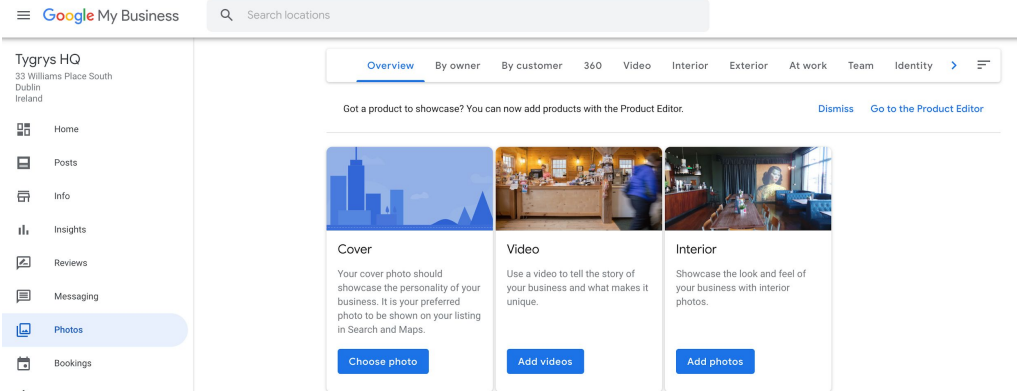 Google My Business
Search locations
Tygrys HQ
33 Williams Place South
Dublin
Ireland
Home
Posts
Info
Insights
Reviews
Messaging
Photos
Bookings
Overview By owner By customer 360 Video Interior Exterior At work Team Identity
Got a product to showcase? You can now add products with the Product Editor. Dismiss Go to the Product Editor
Cover
Your cover photo should
showcase the personality of your
business. It is your preferred
photo to be shown on your listing
in Search and Maps.
Choose photo
Video
Use a video to tell the story of
your business and what makes it
unique.
Add videos
Interior
Showcase the look and feel of
your business with interior
photos.
Add photos